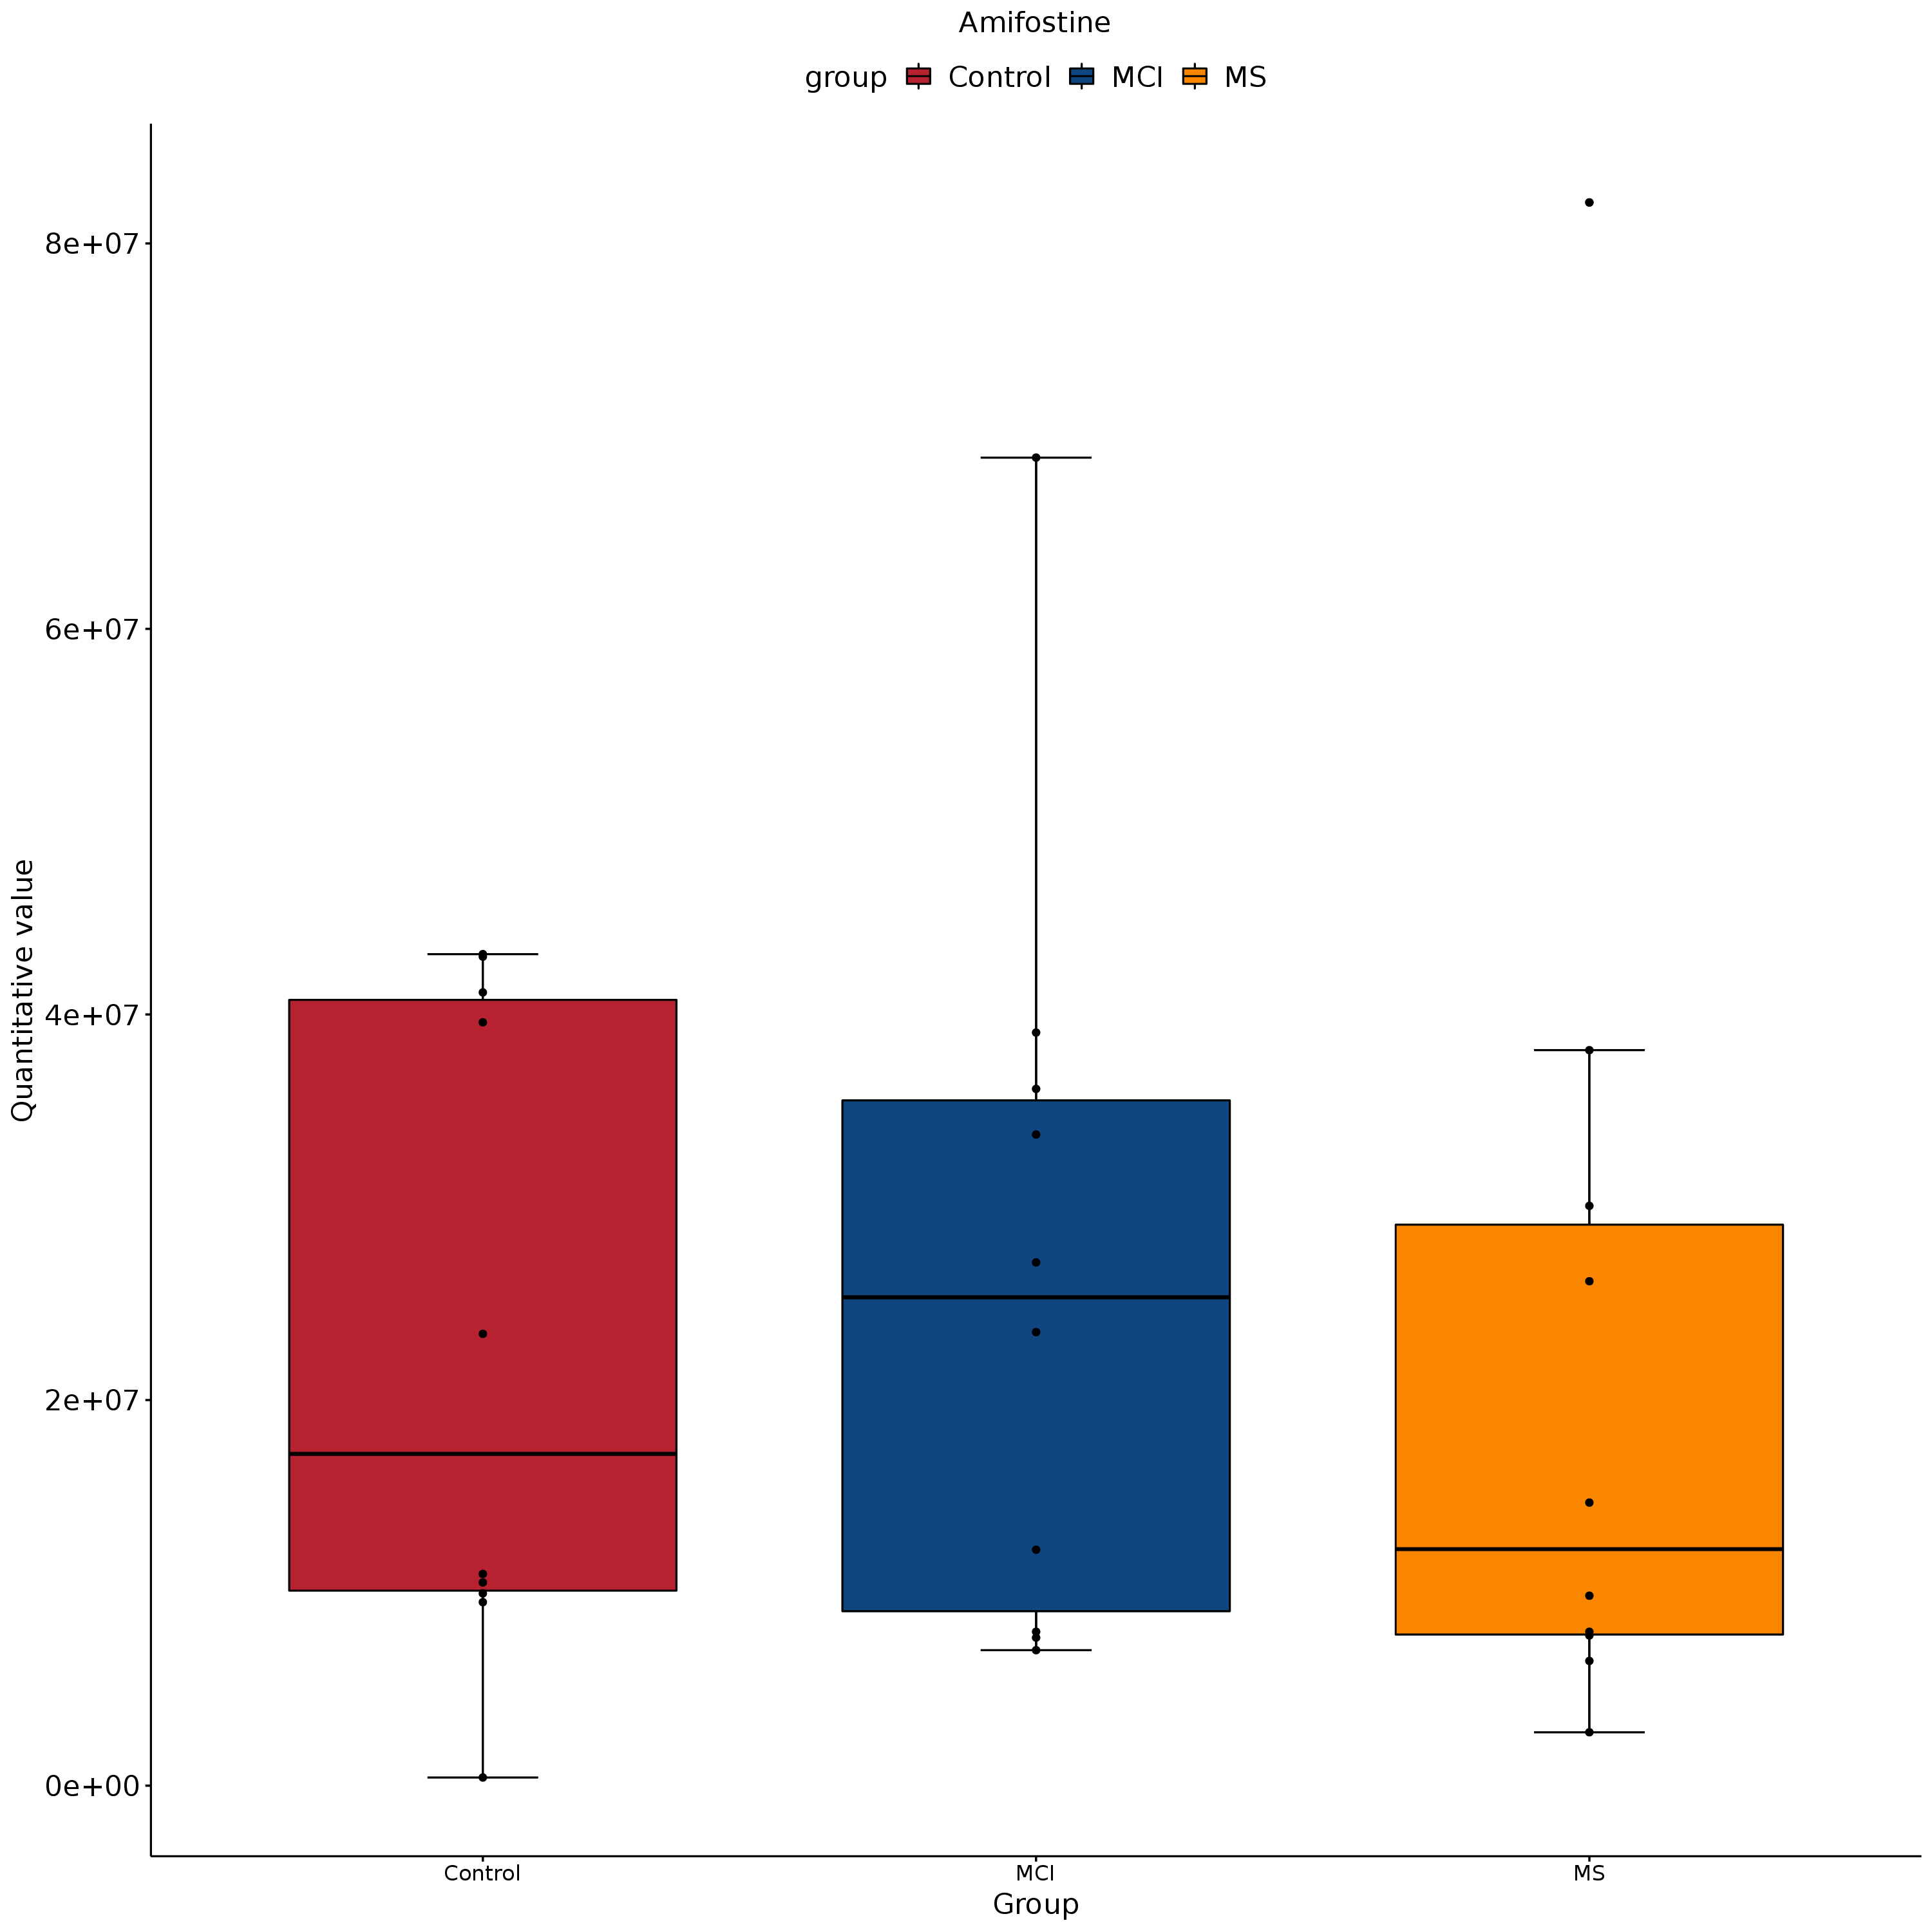 Amifostine
group Control MCI MS
Quantitative value
8e+07
6e+07
4e+07
2e+07
0e+00
Control MCI MS
Group